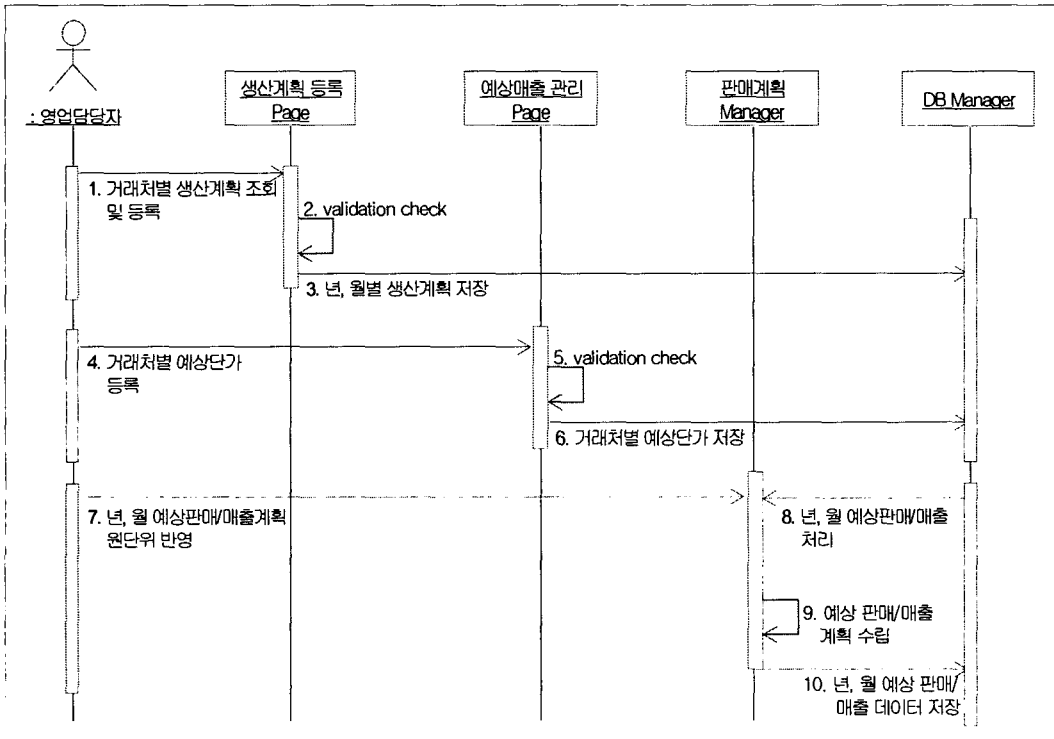 : 영업담당자
생산계획 등록
Page
예상매출 관리
Page
판매계획
Manager
DB Manager
1. 거래처별 생산계획 조회
및 등록
2. validation check
3. 년, 월별 생산계획 저장
4. 거래처별 예상단가
등록
5. validation check
6. 거래처별 예상단가 저장
7. 년, 월 예상판매/매출계획
원단위 반영
8. 년, 월 예상판매/매출
처리
9. 예상 판매/매출
계획 수립
10. 년, 월 예상 판매/
매출 데이터 저장